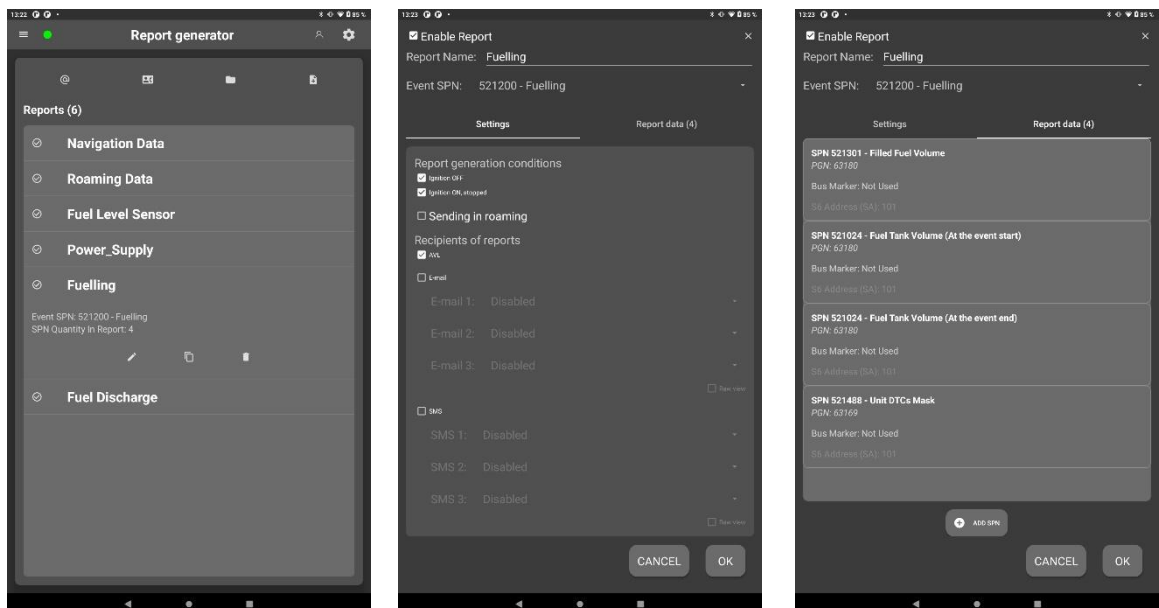 13:22
85 %
Report generator
@
Reports (6)
Navigation Data
Roaming Data
Fuel Level Sensor
Power_Supply
Fuelling
Event SPN: 521200 - Fuelling
SPN Quantity In Report: 4
Fuel Discharge
13:23
85 %
Enable Report
Report Name: Fuelling
Event SPN: 521200 - Fuelling
Settings
Report data (4)
Report generation conditions
Ignition OFF
Ignition ON, stopped
Sending in roaming
Recipients of reports
AVL
E-mail
E-mail 1: Disabled
E-mail 2: Disabled
E-mail 3: Disabled
Raw view
SMS
SMS 1: Disabled
SMS 2: Disabled
SMS 3: Disabled
Raw view
CANCEL
OK
13:23
85 %
Enable Report
Report Name: Fuelling
Event SPN: 521200 - Fuelling
Settings
Report data (4)
SPN 521301 - Filled Fuel Volume
PGN: 63180
Bus Marker: Not Used
S6 Address (SA): 101
SPN 521024 - Fuel Tank Volume (At the event start)
PGN: 63180
Bus Marker: Not Used
S6 Address (SA): 101
SPN 521024 - Fuel Tank Volume (At the event end)
PGN: 63180
Bus Marker: Not Used
S6 Address (SA): 101
SPN 521488 - Unit DTCs Mask
PGN: 63169
Bus Marker: Not Used
S6 Address (SA): 101
ADD SPN
CANCEL
OK